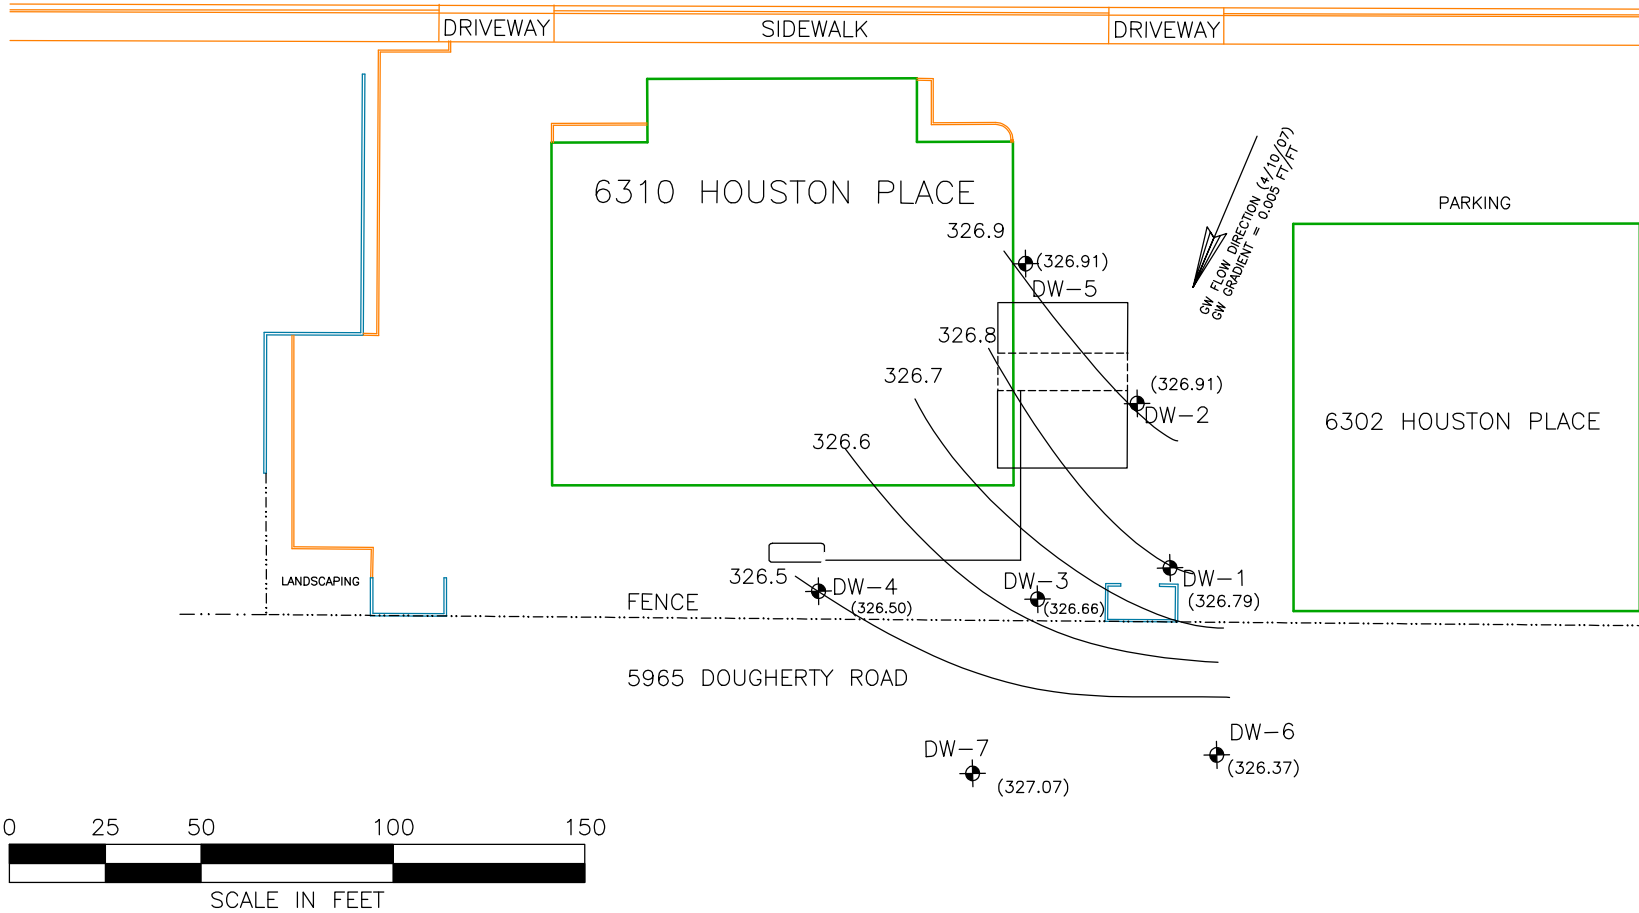 DRIVEWAY
SIDEWALK
DRIVEWAY
6310 HOUSTON PLACE
GW FLOW DIRECTION (4/10/07)
GW GRADIENT = 0.005 FT/FT
PARKING
326.9
(326.91)
DW-5
326.8
326.7
(326.91)
DW-2
6302 HOUSTON PLACE
326.6
LANDSCAPING
326.5
DW-4
(326.50)
DW-3
(326.66)
DW-1
(326.79)
FENCE
5965 DOUGHERTY ROAD
DW-7
(327.07)
DW-6
(326.37)
0 25 50 100 150
SCALE IN FEET